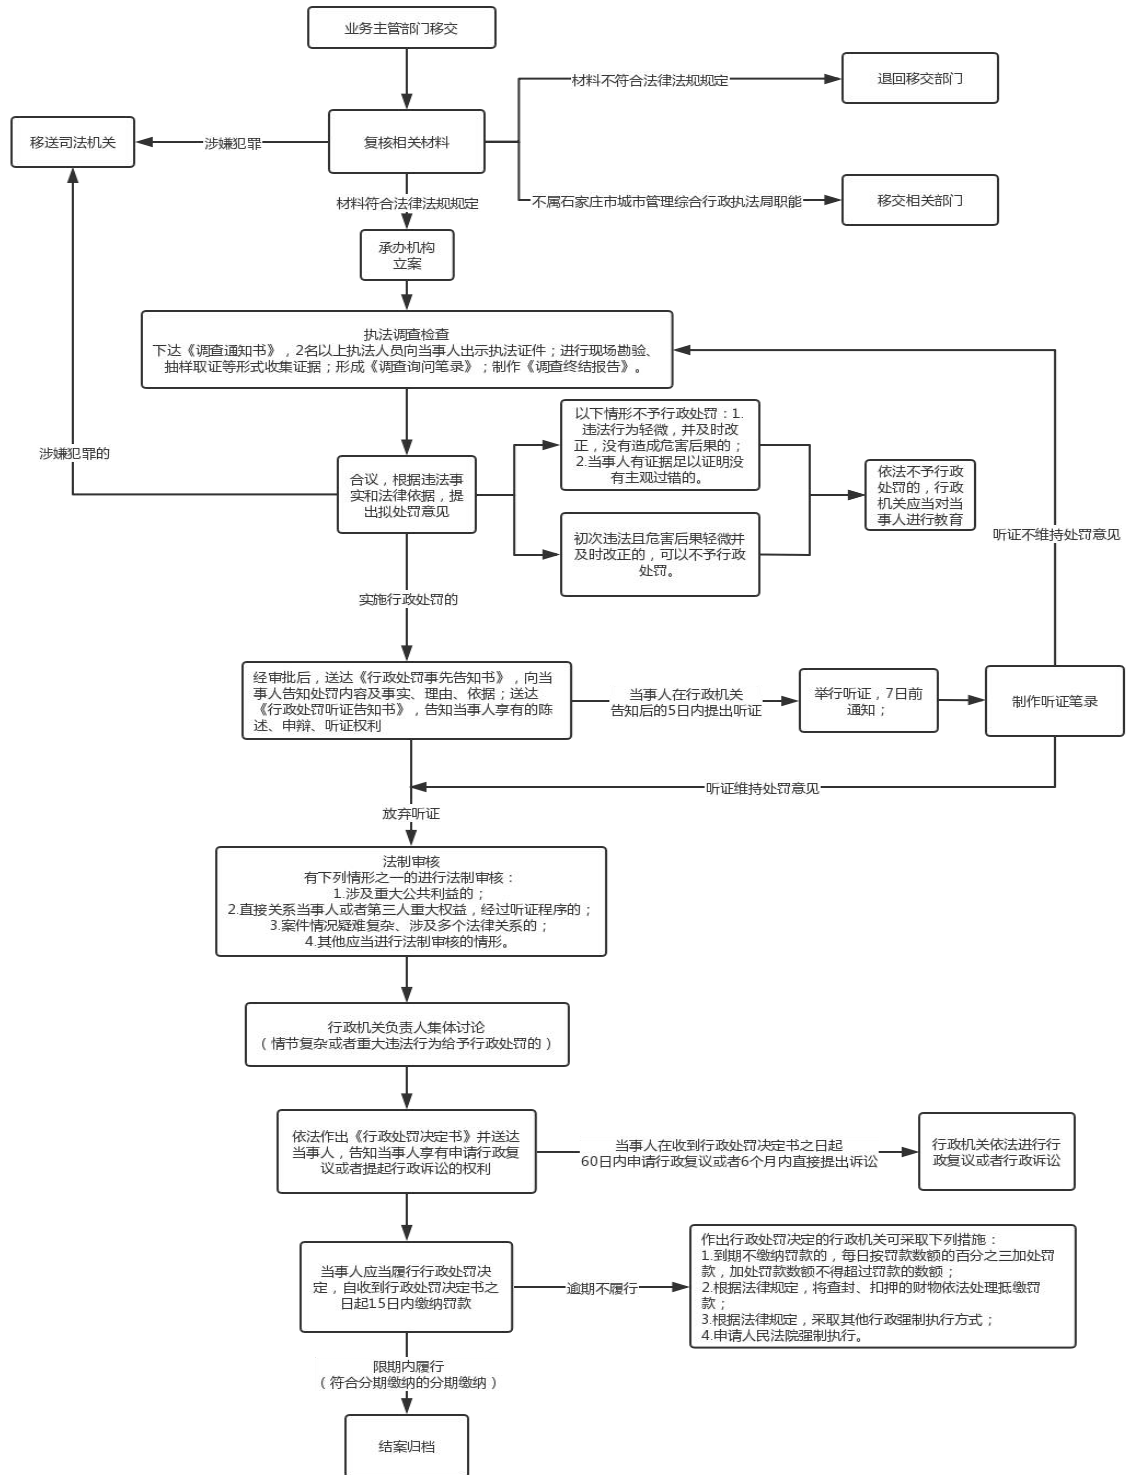 业务主管部门移交
材料不符合法律法规规定
退回移交部门
移送司法机关
涉嫌犯罪
复核相关材料
不属石家庄市城市管理综合行政执法局职能
移交相关部门
材料符合法律法规规定
承办机构
立案
执法调查检查
下达《调查通知书》，2名以上执法人员向当事人出示执法证件；进行现场勘验、
抽样取证等形式收集证据；形成《调查询问笔录》；制作《调查终结报告》。
涉嫌犯罪的
合议，根据违法事
实和法律依据，提
出拟处罚意见
以下情形不予行政处罚：1.
违法行为轻微，并及时改
正，没有造成危害后果的；
2.当事人有证据足以证明没
有主观过错的。
初次违法且危害后果轻微并
及时改正的，可以不予行政
处罚。
依法不予行政
处罚的，行政
机关应当对当
事人进行教育
听证不维持处罚意见
实施行政处罚的
经审批后，送达《行政处罚事先告知书》，向当
事人告知处罚内容及事实、理由、依据；送达
《行政处罚听证告知书》，告知当事人享有的陈
述、申辩、听证权利
当事人在行政机关
告知后的5日内提出听证
举行听证，7日前
通知；
制作听证笔录
听证维持处罚意见
放弃听证
法制审核
有下列情形之一的进行法制审核：
1.涉及重大公共利益的；
2.直接关系当事人或者第三人重大权益，经过听证程序的；
3.案件情况疑难复杂、涉及多个法律关系的；
4.其他应当进行法制审核的情形。
行政机关负责人集体讨论
（情节复杂或者重大违法行为给予行政处罚的）
依法作出《行政处罚决定书》并送达
当事人，告知当事人享有申请行政复
议或者提起行政诉讼的权利
当事人在收到行政处罚决定书之日起
60日内申请行政复议或者6个月内直接提出诉讼
行政机关依法进行行
政复议或者行政诉讼
当事人应当履行行政处罚决
定，自收到行政处罚决定书之
日起15日内缴纳罚款
逾期不履行
作出行政处罚决定的行政机关可采取下列措施：
1.到期不缴纳罚款的，每日按罚款数额的百分之三加处罚
款，加处罚款数额不得超过罚款的数额；
2.根据法律规定，将查封、扣押的财物依法处理抵缴罚
款；
3.根据法律规定，采取其他行政强制执行方式；
4.申请人民法院强制执行。
限期内履行
（符合分期缴纳的分期缴纳）
结案归档